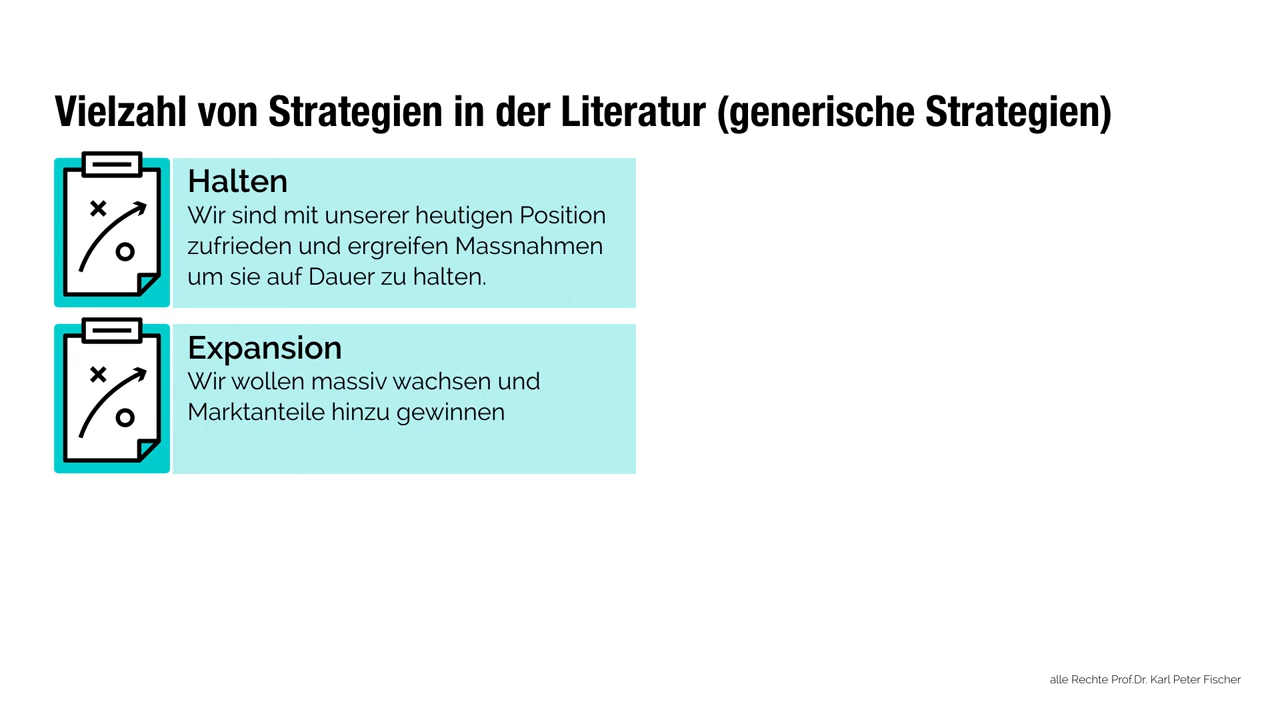 Vielzahl von Strategien in der Literatur (generische Strategien)
Halten
Wir sind mit unserer heutigen Position
zufrieden und ergreifen Massnahmen
um sie auf Dauer zu halten.
Expansion
Wir wollen massiv wachsen und
Marktanteile hinzu gewinnen
alle Rechte Prof.Dr. Karl Peter Fischer